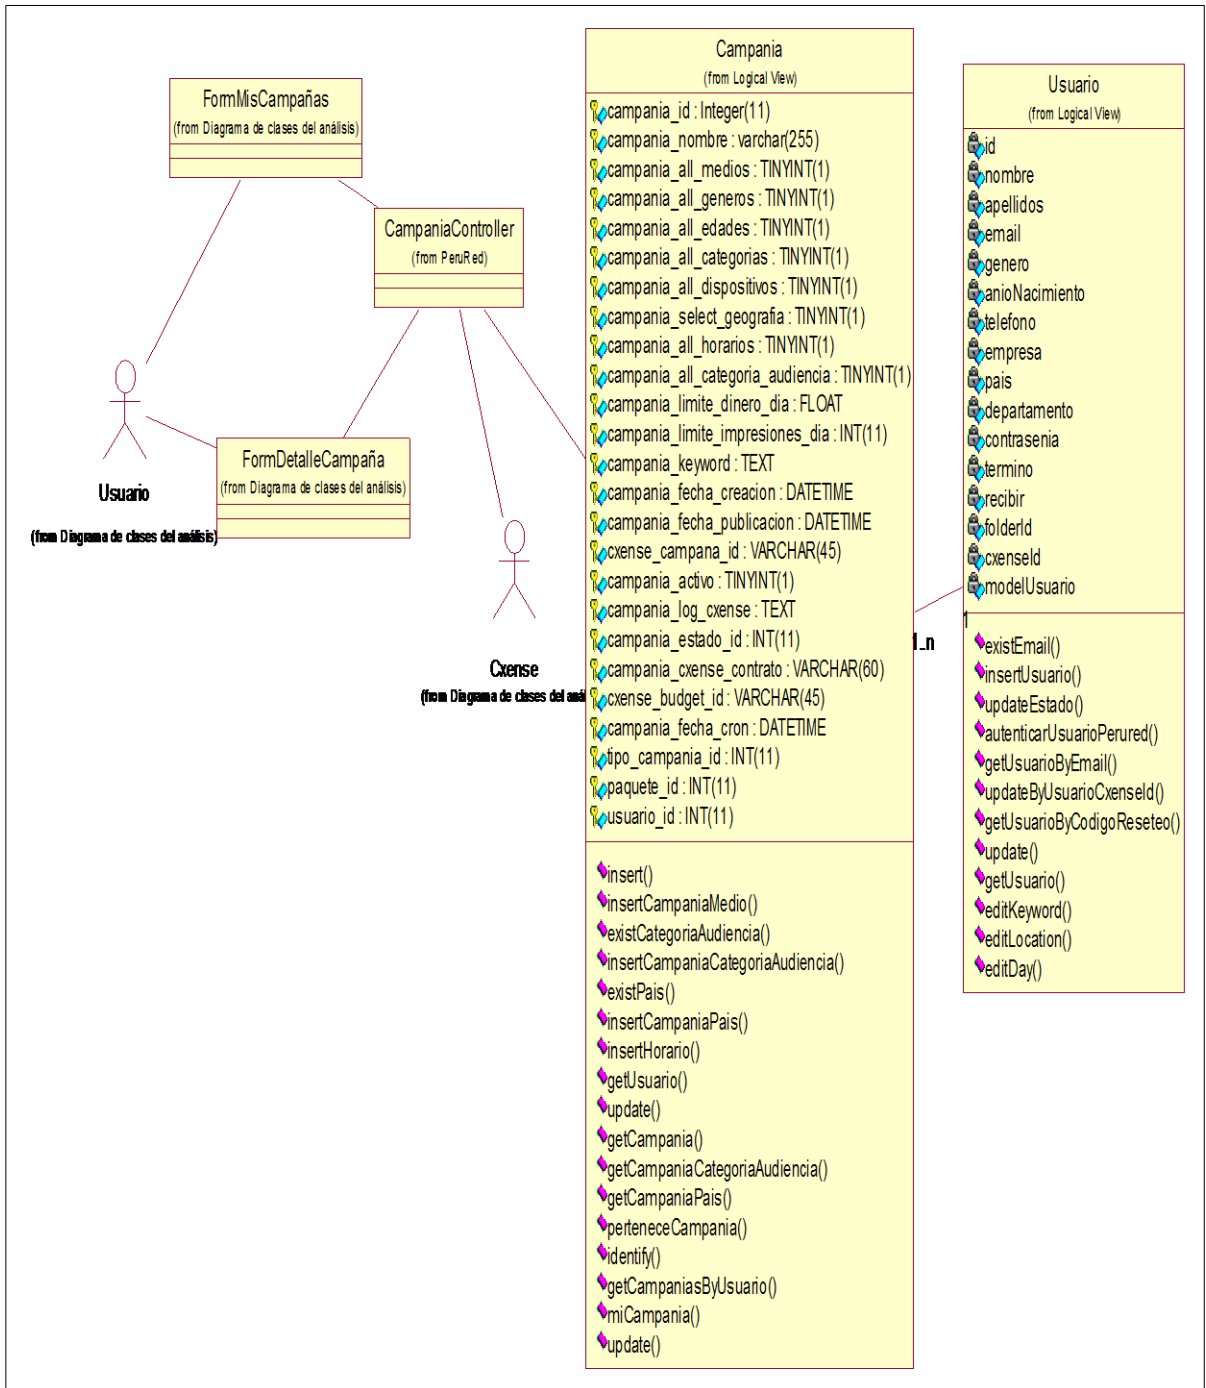 FormMisCampañas
(from Diagrama de clases del análisis)
CampaniaController
(from PeruRed)
Usuario
(from Diagrama de clases del análisis)
FormDetalleCampaña
(from Diagrama de clases del análisis)
Cxense
(from Diagrama de clases del aná
Campania
(from Logical View)
campania_id : Integer(11)
campania_nombre : varchar(255)
campania_all_medios : TINYINT(1)
campania_all_generos : TINYINT(1)
campania_all_edades : TINYINT(1)
campania_all_categorias : TINYINT(1)
campania_all_dispositivos : TINYINT(1)
campania_select_geografia : TINYINT(1)
campania_all_horarios : TINYINT(1)
campania_all_categoria_audiencia : TINYINT(1)
campania_limite_dinero_dia : FLOAT
campania_limite_impresiones_dia : INT(11)
campania_keyword : TEXT
campania_fecha_creacion : DATETIME
campania_fecha_publicacion : DATETIME
cxense_campana_id : VARCHAR(45)
campania_activo : TINYINT(1)
campania_log_cxense : TEXT
campania_estado_id : INT(11)
campania_cxense_contrato : VARCHAR(60)
cxense_budget_id : VARCHAR(45)
campania_fecha_cron : DATETIME
tipo_campania_id : INT(11)
paquete_id : INT(11)
usuario_id : INT(11)
insert()
insertCampaniaMedio()
existCategoriaAudiencia()
insertCampaniaCategoriaAudiencia()
existPais()
insertCampaniaPais()
insertHorario()
getUsuario()
update()
getCampania()
getCampaniaCategoriaAudiencia()
getCampaniaPais()
perteneceCampania()
identify()
getCampaniasByUsuario()
miCampania()
update()
1..n
1
Usuario
(from Logical View)
id
nombre
apellidos
email
genero
anioNacimiento
telefono
empresa
pais
departamento
contrasenia
termino
recibir
folderId
cxenseId
modelUsuario
existEmail()
insertUsuario()
updateEstado()
autenticarUsuarioPerured()
getUsuarioByEmail()
updateByUsuarioCxenseId()
getUsuarioByCodigoReseteo()
update()
getUsuario()
editKeyword()
editLocation()
editDay()